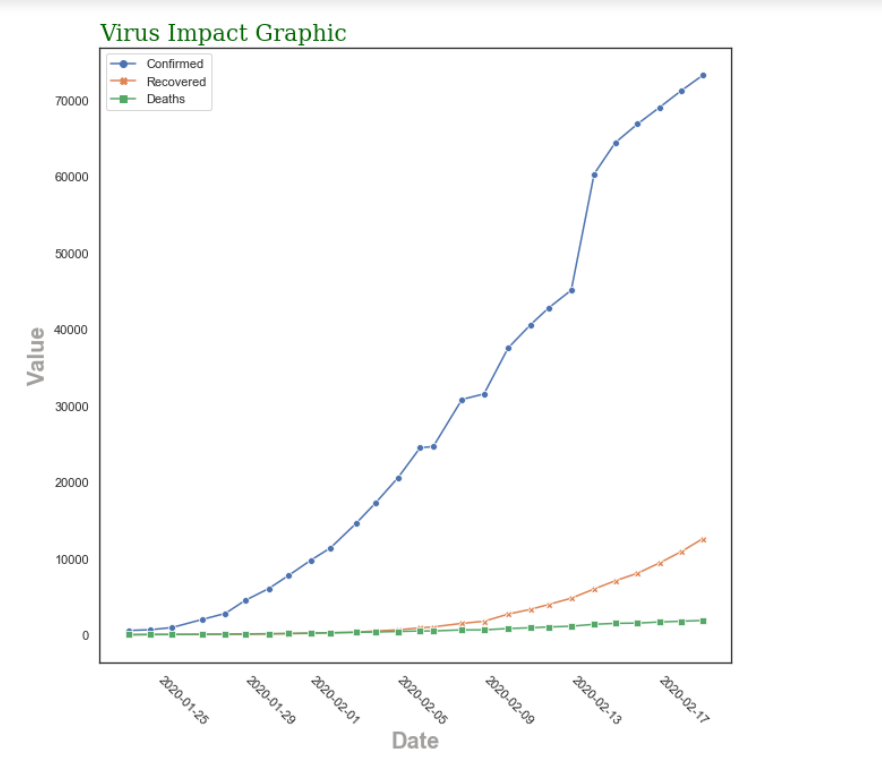 Virus Impact Graphic
Confirmed
Recovered
Deaths
70000
60000
50000
40000
30000
20000
10000
0
Value
2020-01-25
2020-01-29
2020-02-01
2020-02-05
2020-02-09
2020-02-13
2020-02-17
Date